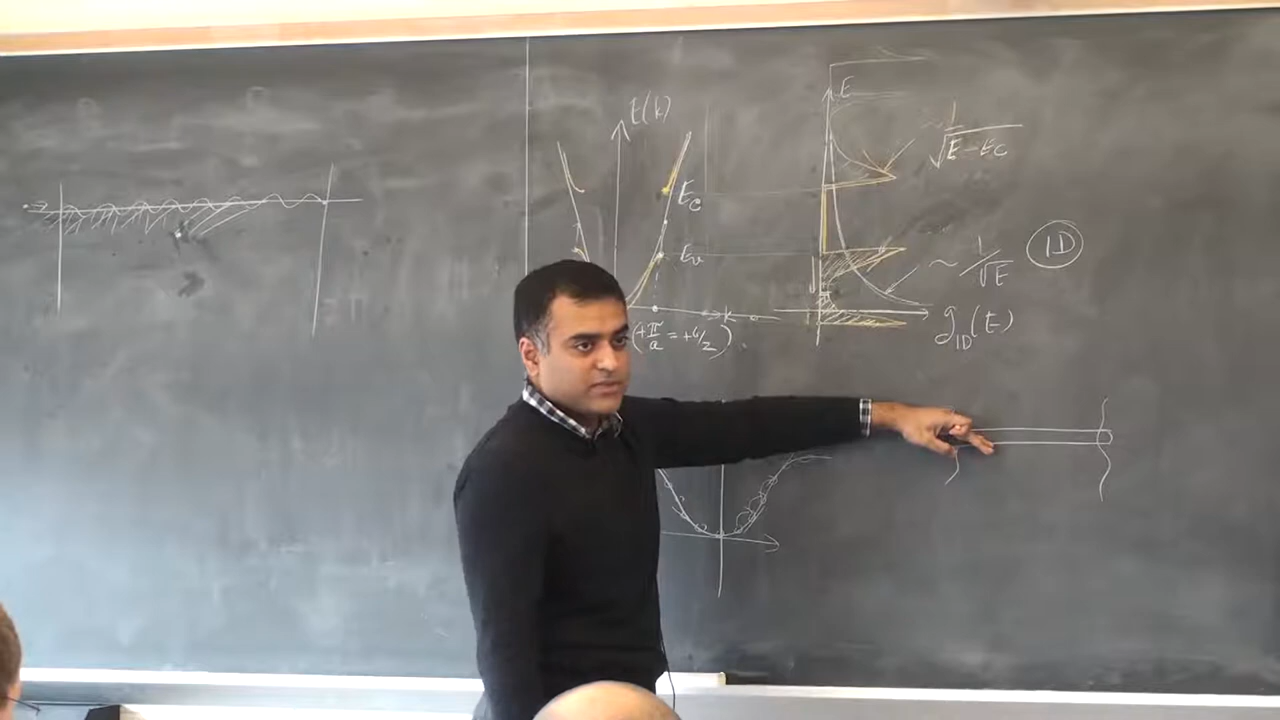 E(k)
E
~ 1/√(E-Ec)
Ec
Ev
~ 1/√E
1D
k
g1D(E)
(+π/a = +G/2)